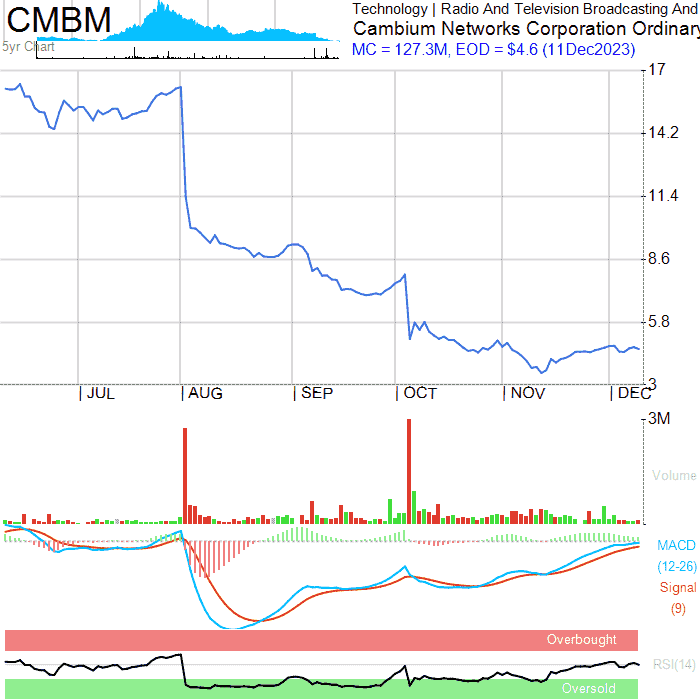 CMBM
5yr Chart
Technology | Radio And Television Broadcasting And
Cambium Networks Corporation Ordinary
MC = 127.3M, EOD = $4.6 (11Dec2023)
17
14.2
11.4
8.6
5.8
3
| JUL
| AUG
| SEP
| OCT
| NOV
| DEC
3M
Volume
MACD
(12-26)
Signal
(9)
Overbought
RSI(14)
Oversold